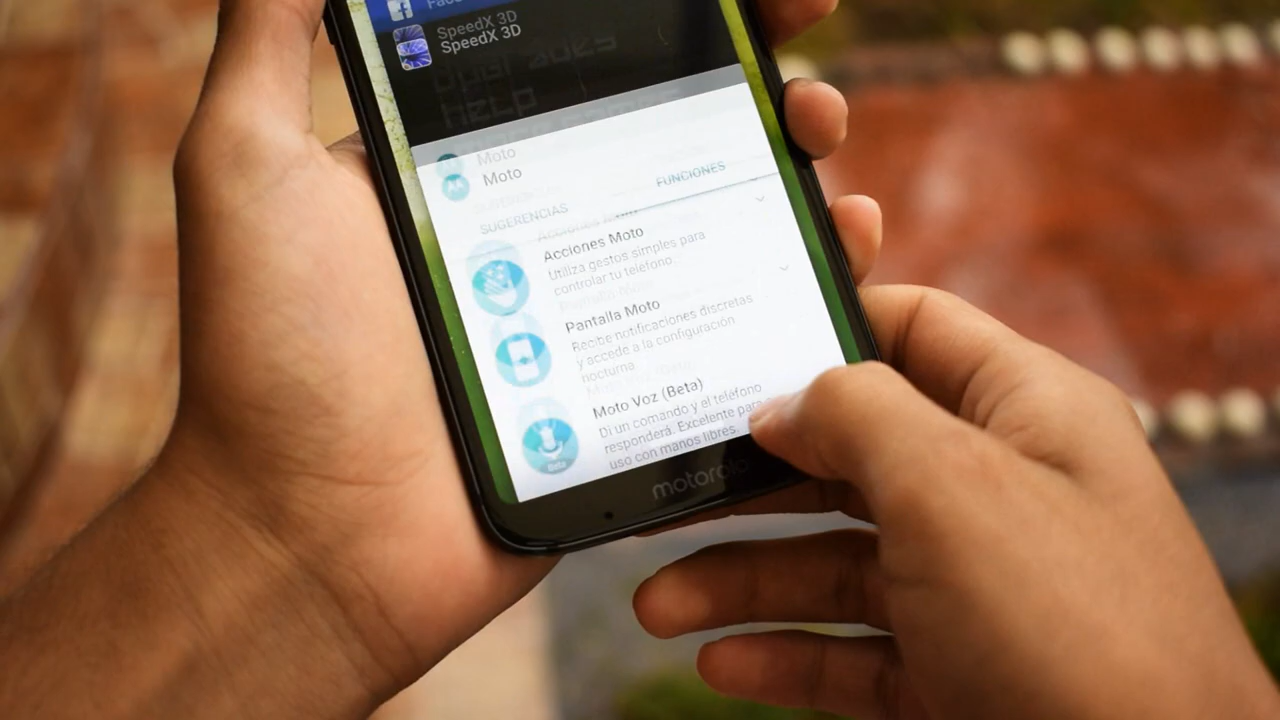 SpeedX 3D
SpeedX 3D
HELP
Moto
Moto
FUNCIONES
SUGERENCIAS
Acciones Moto
Utiliza gestos simples para
controlar tu teléfono.
Pantalla Moto
Recibe notificaciones discretas
y accede a la configuración
nocturna
Moto Voz (Beta)
Di un comando y el teléfono
responderá. Excelente para
uso con manos libres.
Beta
motorola